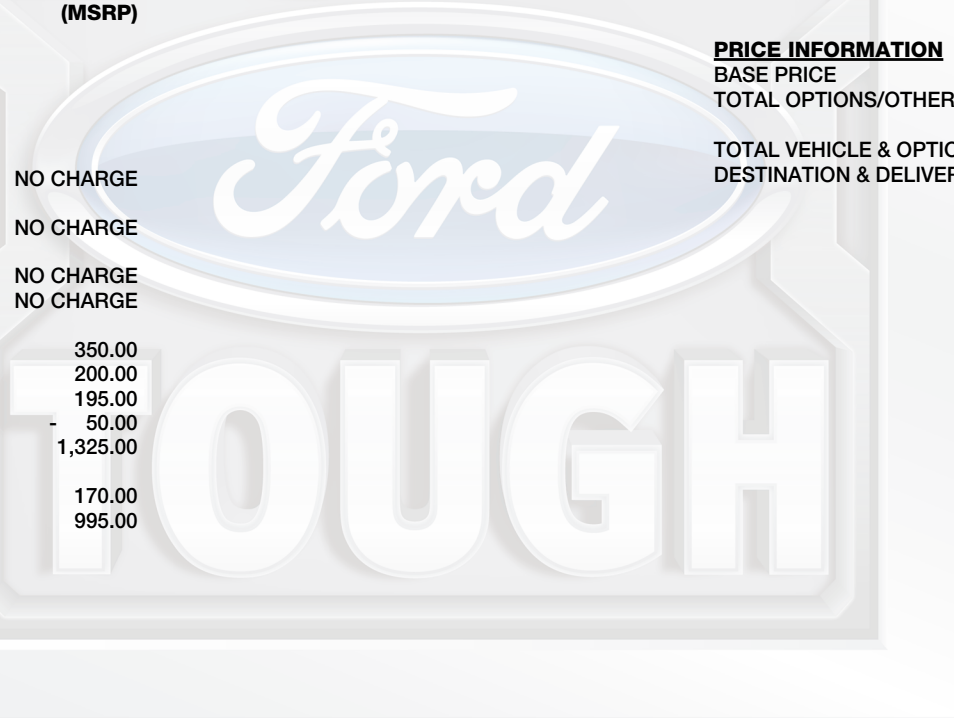 (MSRP)
NO CHARGE
NO CHARGE
NO CHARGE
NO CHARGE
350.00
200.00
195.00
- 50.00
1,325.00
170.00
995.00
PRICE INFORMATION
BASE PRICE
TOTAL OPTIONS/OTHER
TOTAL VEHICLE & OPTIO
DESTINATION & DELIVER
Ford
TOUGH